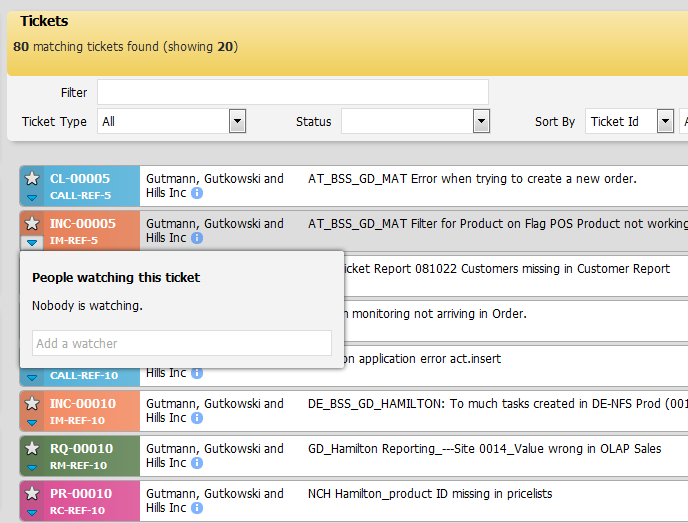 Tickets
80 matching tickets found (showing 20)
Filter
Ticket Type All Status Sort By Ticket Id
CL-00005 Gutmann, Gutkowski and AT_BSS_GD_MAT Error when trying to create a new order.
CALL-REF-5 Hills Inc
INC-00005 Gutmann, Gutkowski and AT_BSS_GD_MAT Filter for Product on Flag POS Product not working
IM-REF-5 Hills Inc
People watching this ticket
Nobody is watching.
Add a watcher
icket Report 081022 Customers missing in Customer Report
monitoring not arriving in Order.
on application error act.insert
CALL-REF-10 Hills Inc
INC-00010 Gutmann, Gutkowski and DE_BSS_GD_HAMILTON: To much tasks created in DE-NFS Prod (001
IM-REF-10 Hills Inc
RQ-00010 Gutmann, Gutkowski and GD_Hamilton Reporting_---Site 0014_Value wrong in OLAP Sales
RM-REF-10 Hills Inc
PR-00010 Gutmann, Gutkowski and NCH Hamilton_product ID missing in pricelists
RC-REF-10 Hills Inc